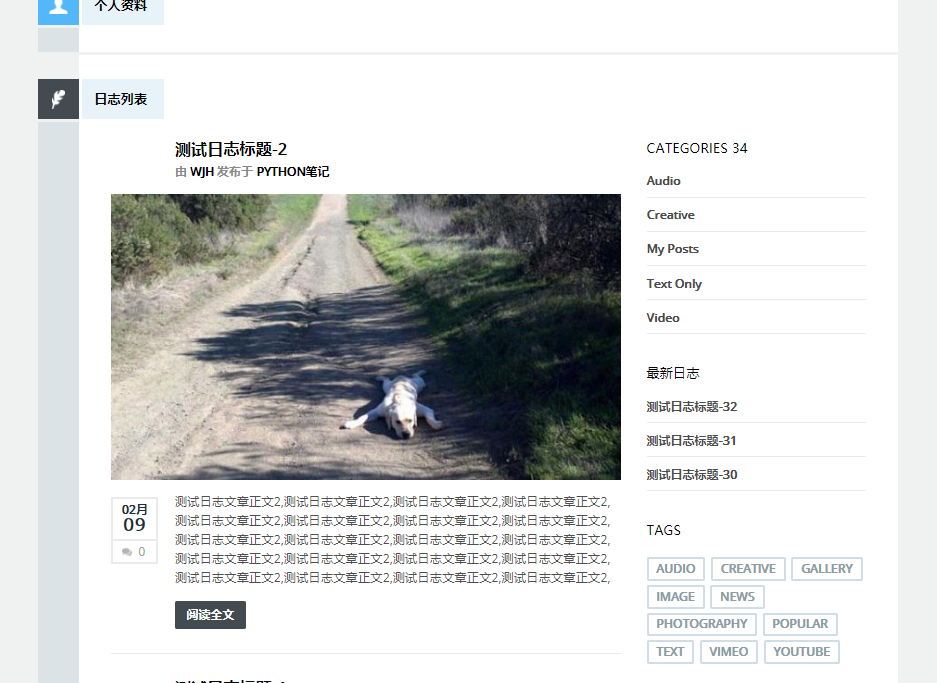 个人资料
日志列表
测试日志标题-2
由 WJH 发布于 PYTHON笔记
02月
09
0
测试日志文章正文2,测试日志文章正文2,测试日志文章正文2,测试日志文章正文2,
测试日志文章正文2,测试日志文章正文2,测试日志文章正文2,测试日志文章正文2,
测试日志文章正文2,测试日志文章正文2,测试日志文章正文2,测试日志文章正文2,
测试日志文章正文2,测试日志文章正文2,测试日志文章正文2,测试日志文章正文2,
测试日志文章正文2,测试日志文章正文2,测试日志文章正文2,测试日志文章正文2,
阅读全文
CATEGORIES 34
Audio
Creative
My Posts
Text Only
Video
最新日志
测试日志标题-32
测试日志标题-31
测试日志标题-30
TAGS
AUDIO CREATIVE GALLERY
IMAGE NEWS
PHOTOGRAPHY POPULAR
TEXT VIMEO YOUTUBE